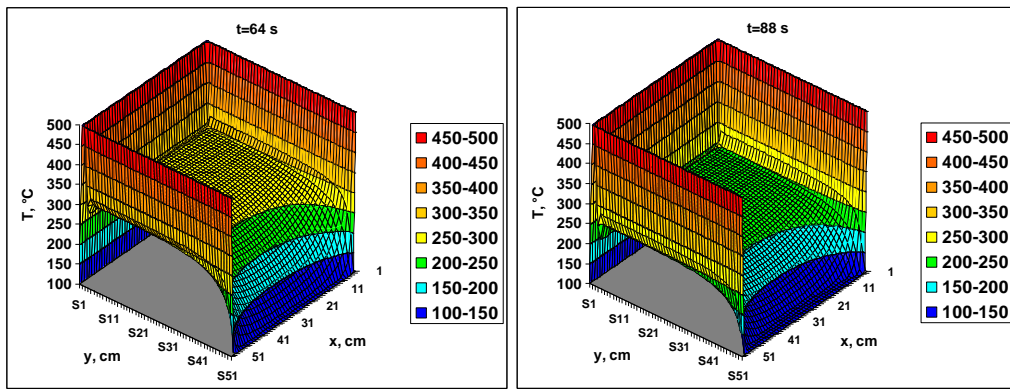 t=64 s
500
450
400
350
300
250
200
150
100
T, °C
S1
S11
S21
S31
S41
S51
y, cm
51
41
31
21
11
1
x, cm
450-500
400-450
350-400
300-350
250-300
200-250
150-200
100-150
t=88 s
500
450
400
350
300
250
200
150
100
T, °C
S1
S11
S21
S31
S41
S51
y, cm
51
41
31
21
11
1
x, cm
450-500
400-450
350-400
300-350
250-300
200-250
150-200
100-150